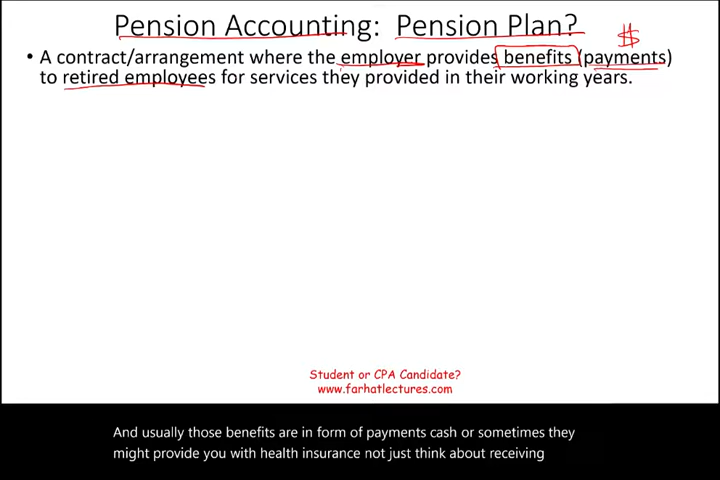 Pension Accounting: Pension Plan?
$
• A contract/arrangement where the employer provides benefits (payments)
to retired employees for services they provided in their working years.
Student or CPA Candidate?
www.farhatlectures.com
And usually those benefits are in form of payments cash or sometimes they
might provide you with health insurance not just think about receiving